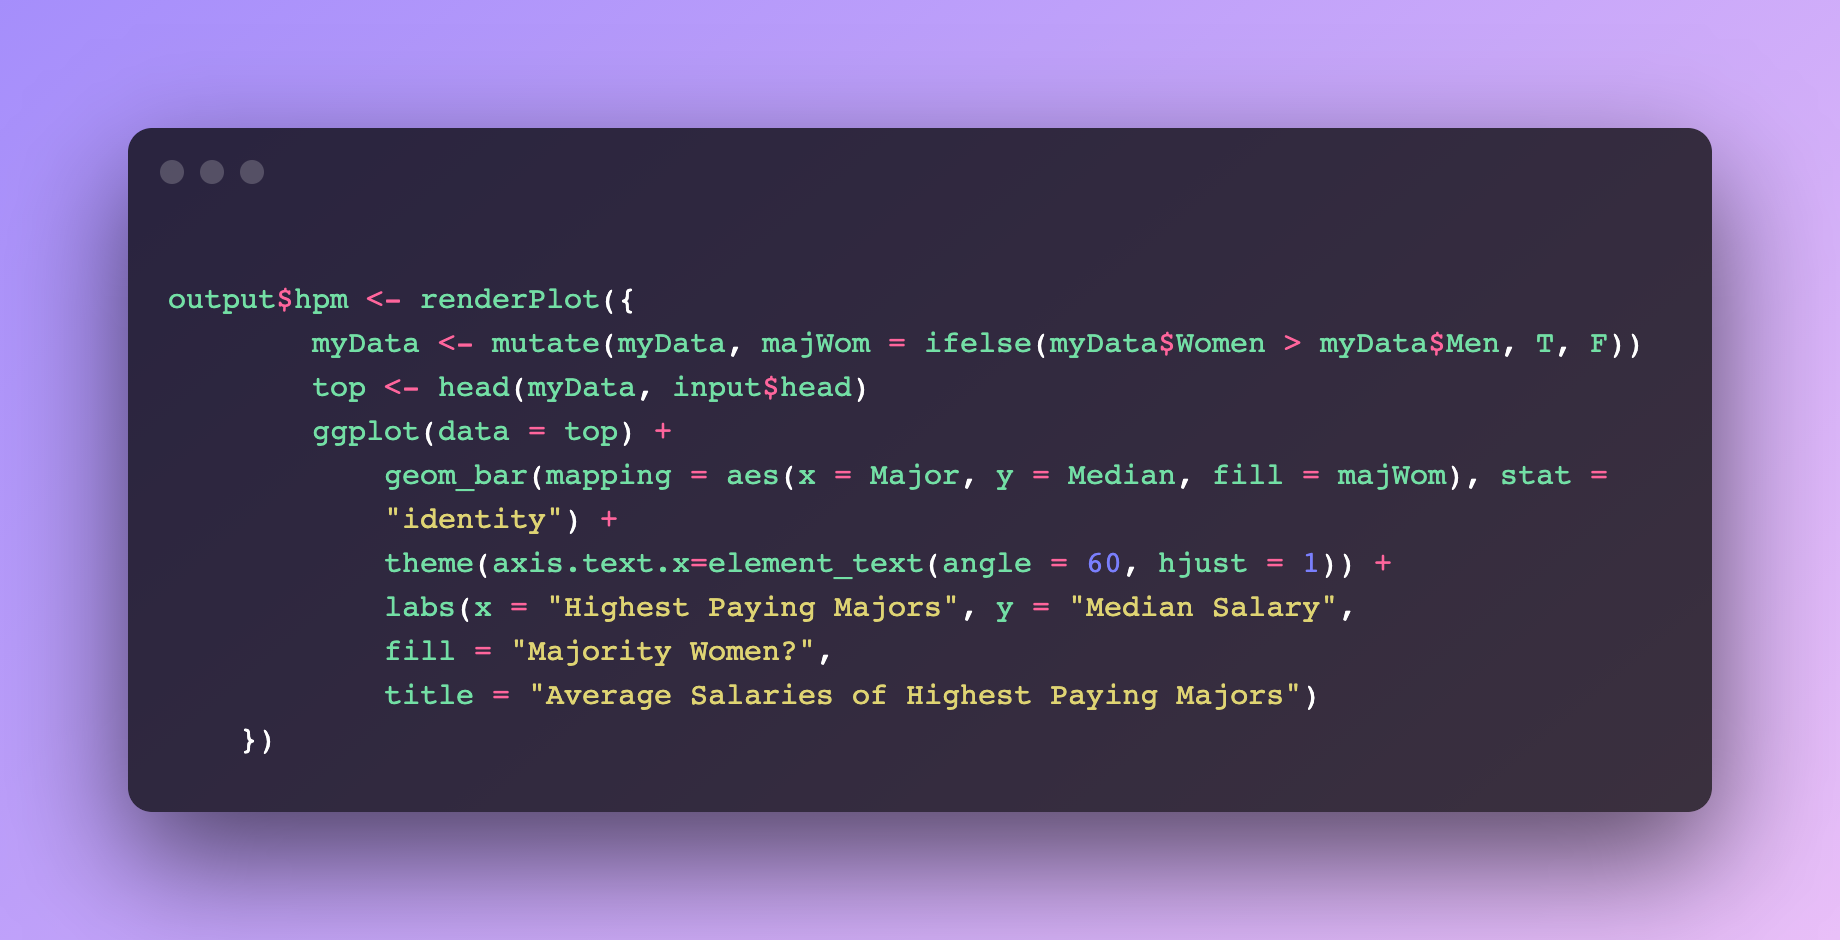 output$hpm <- renderPlot({
        myData <- mutate(myData, majWom = ifelse(myData$Women > myData$Men, T, F))
        top <- head(myData, input$head)
        ggplot(data = top) +
            geom_bar(mapping = aes(x = Major, y = Median, fill = majWom), stat =
            "identity") +
            theme(axis.text.x=element_text(angle = 60, hjust = 1)) +
            labs(x = "Highest Paying Majors", y = "Median Salary",
            fill = "Majority Women?",
            title = "Average Salaries of Highest Paying Majors")
    })